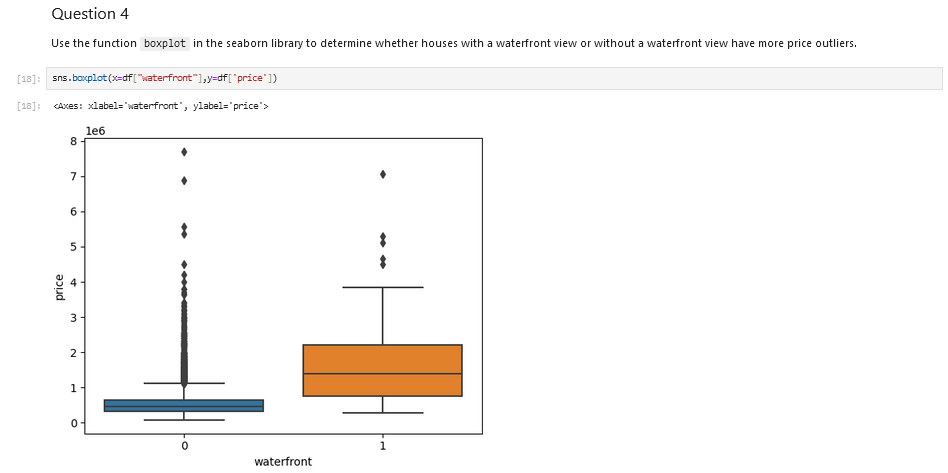 Question 4
Use the function boxplot in the seaborn library to determine whether houses with a waterfront view or without a waterfront view have more price outliers.
[18]: sns.boxplot(x=df["waterfront"],y=df['price'])
[18]: <Axes: xlabel='waterfront', ylabel='price'>
1e6
8
7
6
5
4
3
2
1
0
price
0 1
waterfront